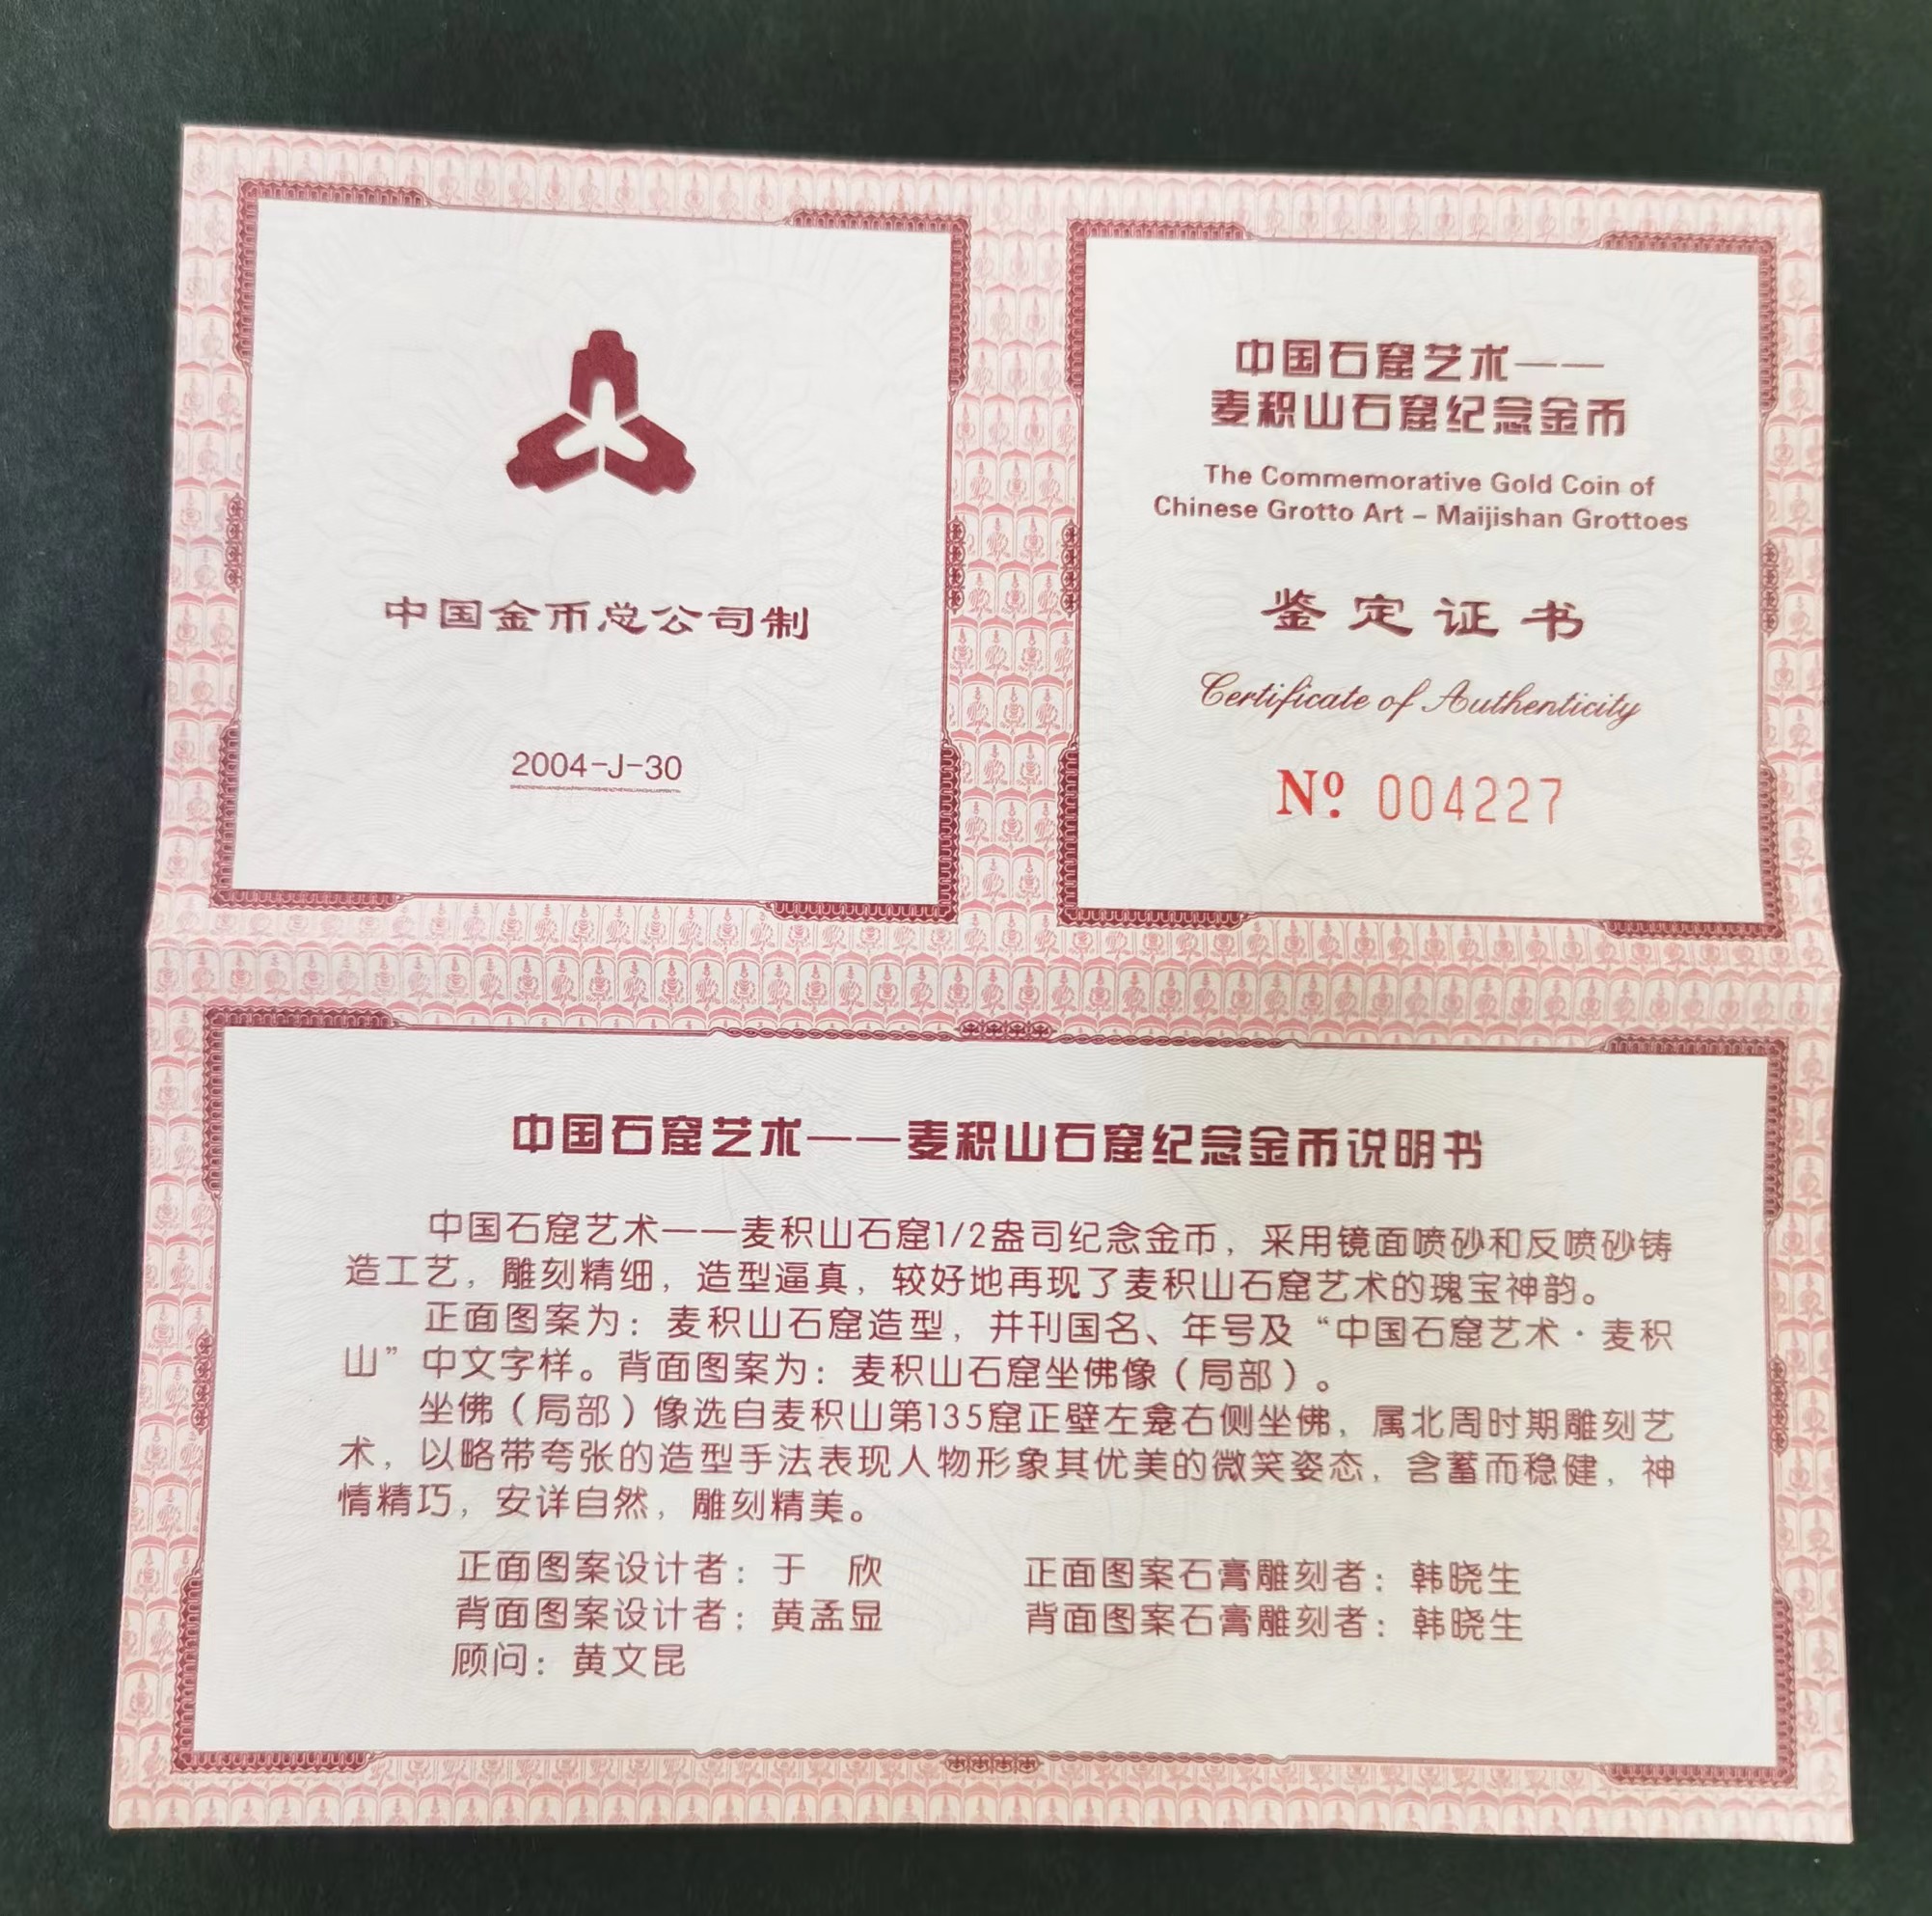 中国金币总公司制
2004-J-30
中国石窟艺术——
麦积山石窟纪念金币
The Commemorative Gold Coin of
Chinese Grotto Art – Maijishan Grottoes
鉴定证书
Certificate of Authenticity
Nº. 004227
中国石窟艺术——麦积山石窟纪念金币说明书
中国石窟艺术——麦积山石窟1/2盎司纪念金币，采用镜面喷砂和反喷砂铸
造工艺，雕刻精细，造型逼真，较好地再现了麦积山石窟艺术的瑰宝神韵。
正面图案为：麦积山石窟造型，并刊国名、年号及“中国石窟艺术·麦积
山”中文字样。背面图案为：麦积山石窟坐佛像（局部）。
坐佛（局部）像选自麦积山第135窟正壁左龛右侧坐佛，属北周时期雕刻艺
术，以略带夸张的造型手法表现人物形象其优美的微笑姿态，含蓄而稳健，神
情精巧，安详自然，雕刻精美。
正面图案设计者：于 欣 正面图案石膏雕刻者：韩晓生
背面图案设计者：黄孟显 背面图案石膏雕刻者：韩晓生
顾问：黄文昆